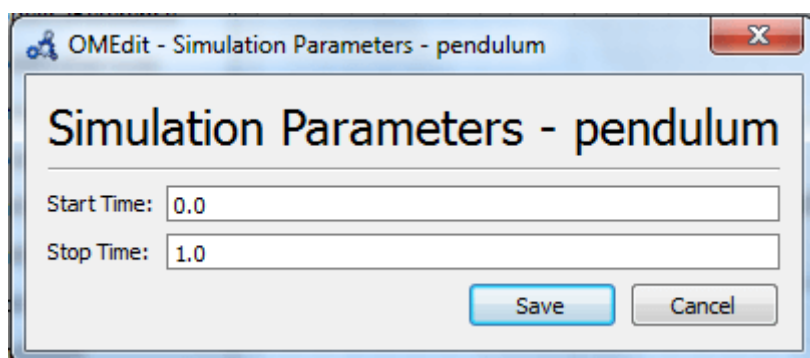 OMEdit - Simulation Parameters - pendulum
Simulation Parameters - pendulum
Start Time: 0.0
Stop Time: 1.0
Save Cancel